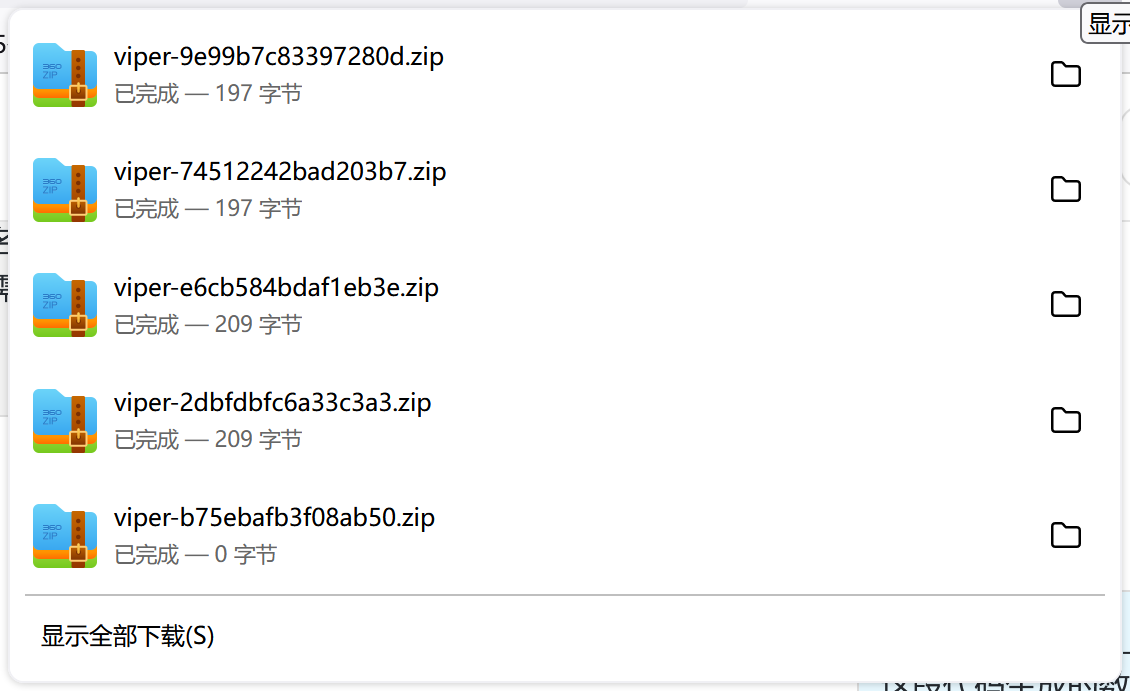 显示
viper-9e99b7c83397280d.zip
已完成 — 197 字节
viper-74512242bad203b7.zip
已完成 — 197 字节
viper-e6cb584bdaf1eb3e.zip
已完成 — 209 字节
viper-2dbfdbfc6a33c3a3.zip
已完成 — 209 字节
viper-b75ebafb3f08ab50.zip
已完成 — 0 字节
显示全部下载(S)